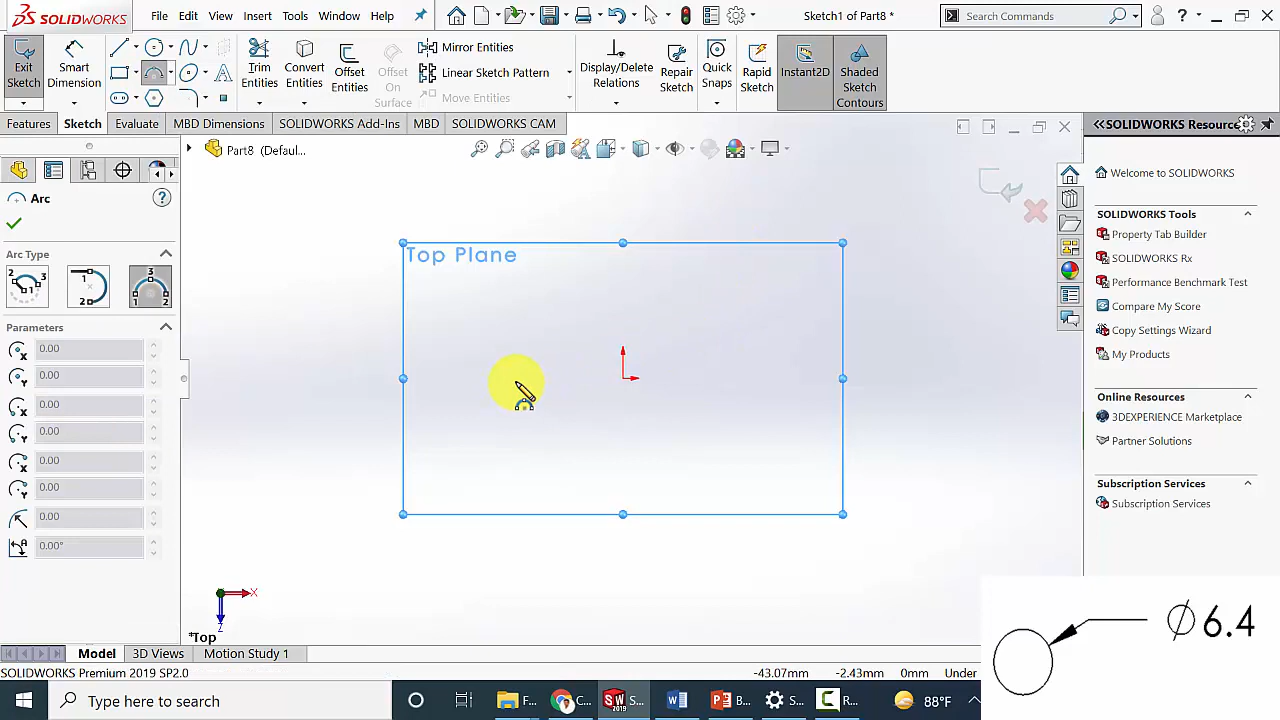 SOLIDWORKS File Edit View Insert Tools Window Help Sketch1 of Part8 * Search Commands ?
Exit Sketch Smart Dimension Trim Entities Convert Entities Offset Entities Offset On Surface Mirror Entities Linear Sketch Pattern Move Entities Display/Delete Relations Repair Sketch Quick Snaps Rapid Sketch Instant2D Shaded Sketch Contours
Features Sketch Evaluate MBD Dimensions SOLIDWORKS Add-Ins MBD SOLIDWORKS CAM
SOLIDWORKS Resource
Part8 (Defaul...
Arc ?
Arc Type
2 3 1 2 3 1 2
Parameters
0.00
0.00
0.00
0.00
0.00
0.00
0.00
0.00°
Top Plane
X
Z
*Top
Welcome to SOLIDWORKS
SOLIDWORKS Tools
Property Tab Builder
SOLIDWORKS Rx
Performance Benchmark Test
Compare My Score
Copy Settings Wizard
My Products
Online Resources
3DEXPERIENCE Marketplace
Partner Solutions
Subscription Services
Subscription Services
∅6.4
Model 3D Views Motion Study 1
SOLIDWORKS Premium 2019 SP2.0 -43.07mm -2.43mm 0mm Under
Type here to search F... C... S... B... S... R... 88°F